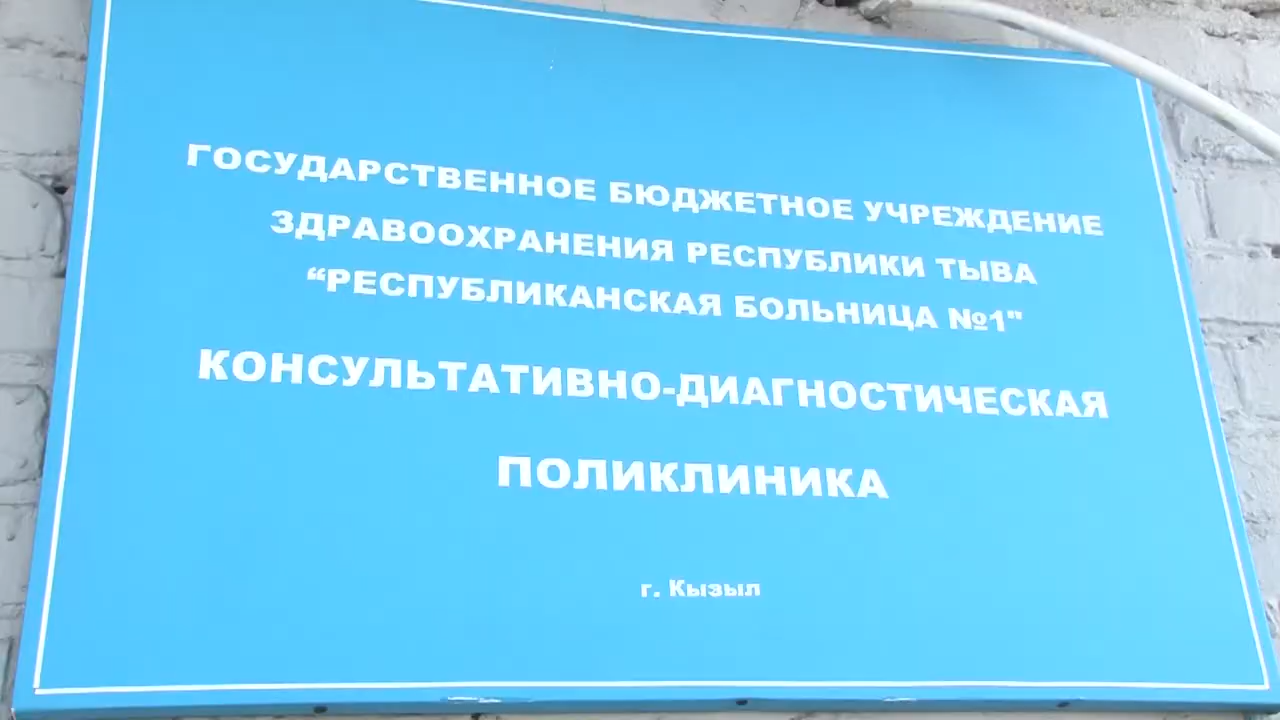 ГОСУДАРСТВЕННОЕ БЮДЖЕТНОЕ УЧРЕЖДЕНИЕ
ЗДРАВООХРАНЕНИЯ РЕСПУБЛИКИ ТЫВА
“РЕСПУБЛИКАНСКАЯ БОЛЬНИЦА №1"
КОНСУЛЬТАТИВНО-ДИАГНОСТИЧЕСКАЯ
ПОЛИКЛИНИКА
г. Кызыл